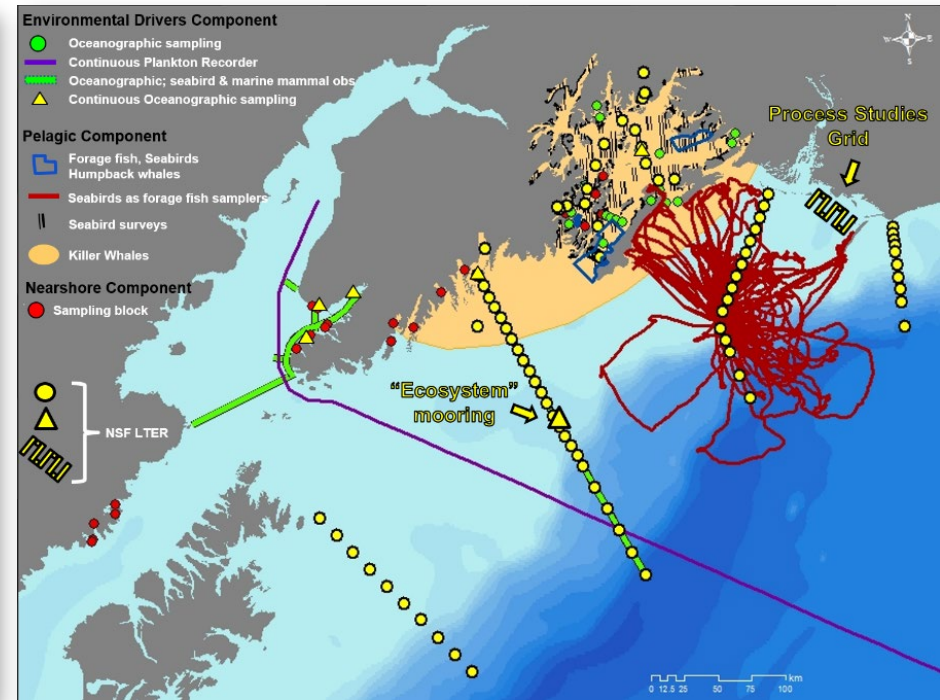 Environmental Drivers Component
Oceanographic sampling
Continuous Plankton Recorder
Oceanographic; seabird & marine mammal obs
Continuous Oceanographic sampling
Pelagic Component
Forage fish, Seabirds
Humpback whales
Seabirds as forage fish samplers
Seabird surveys
Killer Whales
Nearshore Component
Sampling block
NSF LTER
N
W E
S
Process Studies
Grid
"Ecosystem"
mooring
km
0 12.5 25 50 75 100